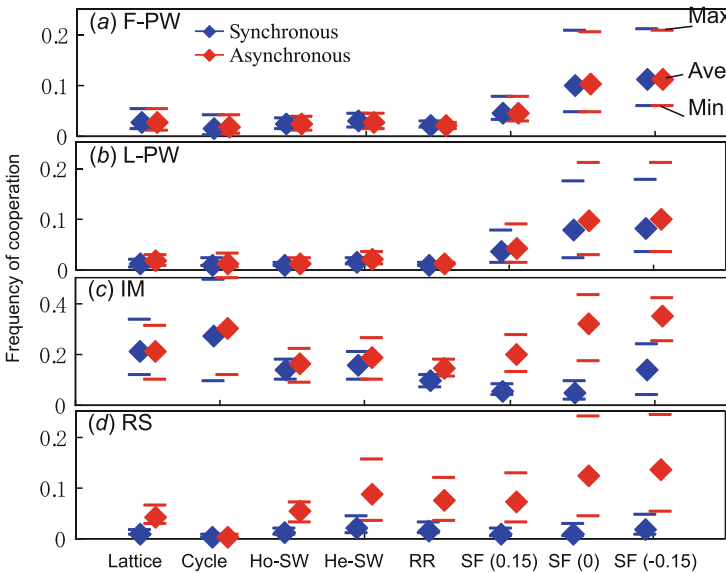 (a) F-PW
Synchronous
Asynchronous
Max
Ave
Min
0.2
0.1
0
(b) L-PW
0.2
0.1
0
(c) IM
0.4
0.2
0
(d) RS
0.2
0.1
0
Frequency of cooperation
Lattice Cycle Ho-SW He-SW RR SF (0.15) SF (0) SF (-0.15)